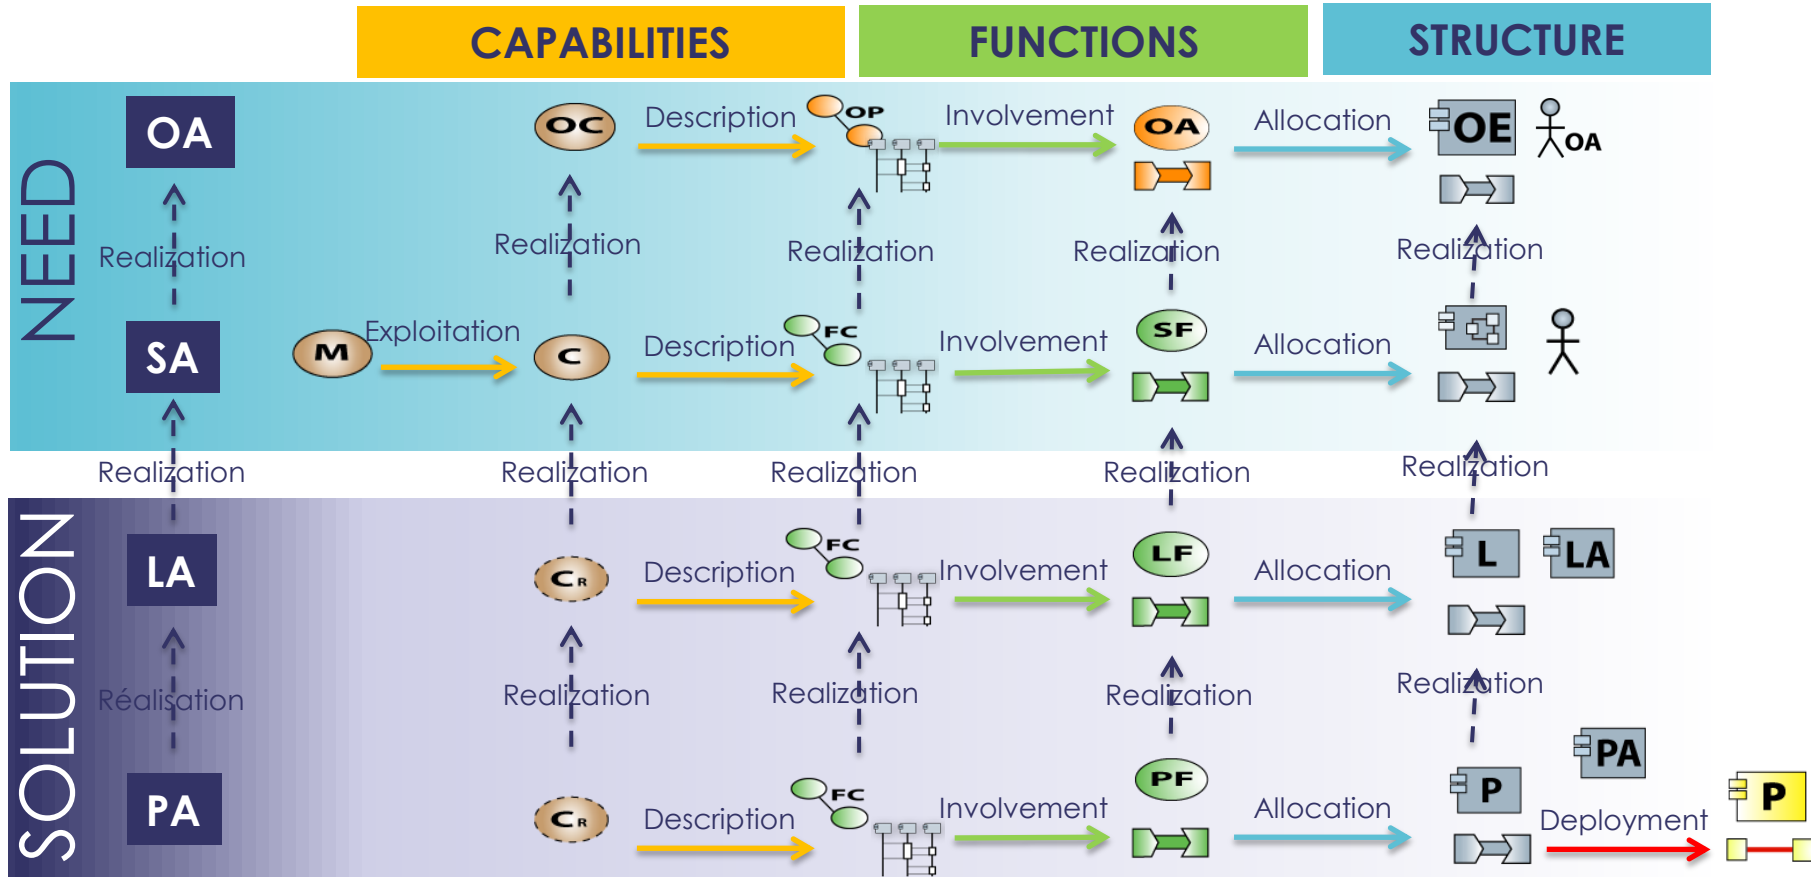 CAPABILITIES
FUNCTIONS
STRUCTURE
NEED
OA
OC
Description
OP
Involvement
OA
Allocation
OE
OA
Realization
Realization
Realization
Realization
Realization
SA
M
Exploitation
C
Description
FC
Involvement
SF
Allocation
Realization
Realization
Realization
Realization
Realization
SOLUTION
LA
CR
Description
FC
Involvement
LF
Allocation
L
LA
Réalisation
Realization
Realization
Realization
Realization
PA
CR
Description
FC
Involvement
PF
Allocation
P
PA
Deployment
P